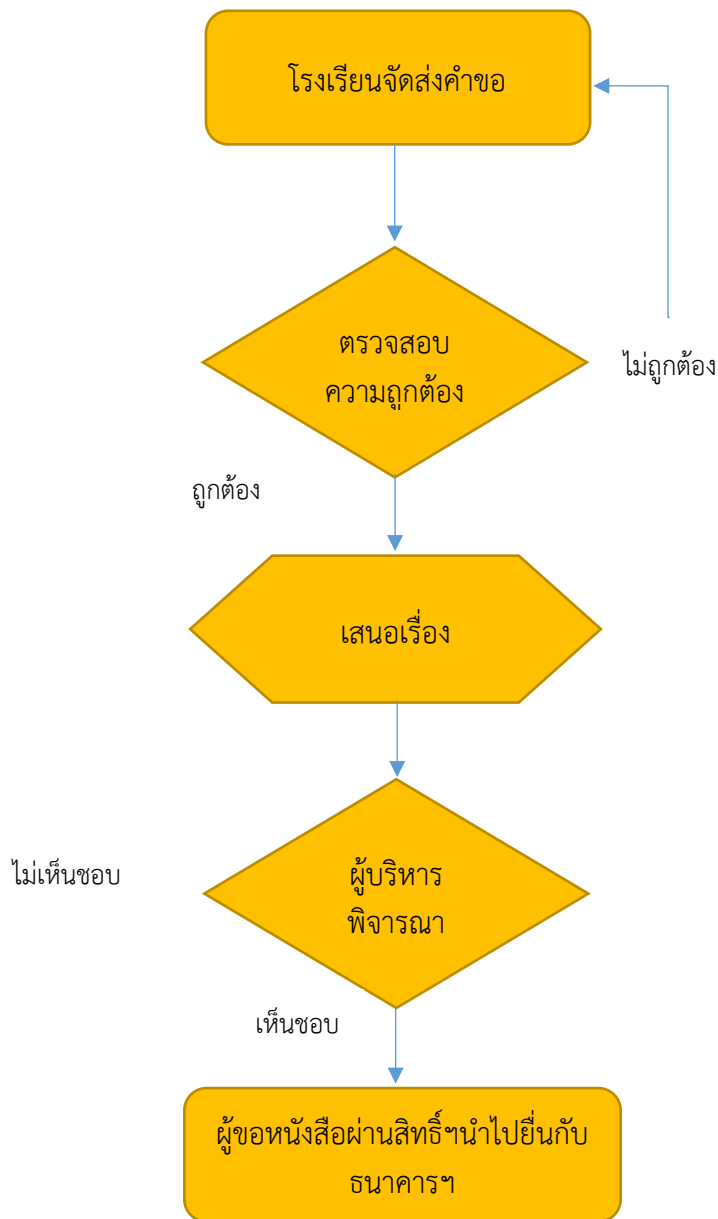 โรงเรียนจัดส่งคำขอ
ตรวจสอบ
ความถูกต้อง
ไม่ถูกต้อง
ถูกต้อง
เสนอเรื่อง
ไม่เห็นชอบ
ผู้บริหาร
พิจารณา
เห็นชอบ
ผู้ขอหนังสือผ่านสิทธิ์ฯนำไปยื่นกับ
ธนาคารฯ